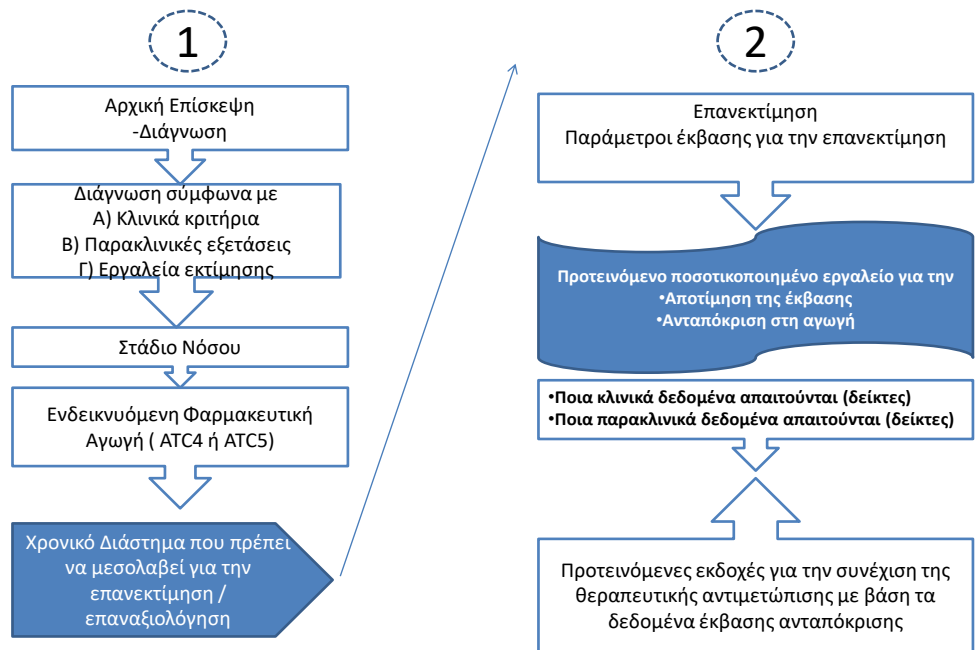 1
Αρχική Επίσκεψη
-Διάγνωση
Διάγνωση σύμφωνα με
Α) Κλινικά κριτήρια
Β) Παρακλινικές εξετάσεις
Γ) Εργαλεία εκτίμησης
Στάδιο Νόσου
Ενδεικνυόμενη Φαρμακευτική
Αγωγή ( ATC4 ή ATC5)
Χρονικό Διάστημα που πρέπει
να μεσολαβεί για την
επανεκτίμηση /
επαναξιολόγηση
2
Επανεκτίμηση
Παράμετροι έκβασης για την επανεκτίμηση
Προτεινόμενο ποσοτικοποιημένο εργαλείο για την
•Αποτίμηση της έκβασης
•Ανταπόκριση στη αγωγή
•Ποια κλινικά δεδομένα απαιτούνται (δείκτες)
•Ποια παρακλινικά δεδομένα απαιτούνται (δείκτες)
Προτεινόμενες εκδοχές για την συνέχιση της
θεραπευτικής αντιμετώπισης με βάση τα
δεδομένα έκβασης ανταπόκρισης